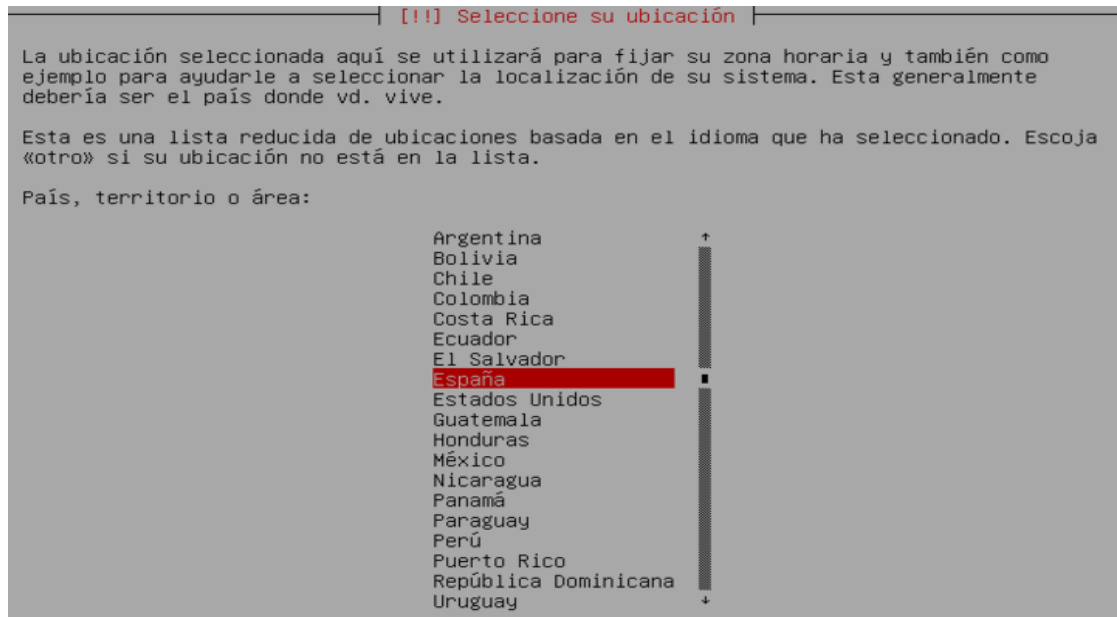 [!!] Seleccione su ubicación
La ubicación seleccionada aquí se utilizará para fijar su zona horaria y también como
ejemplo para ayudarle a seleccionar la localización de su sistema. Esta generalmente
debería ser el país donde vd. vive.
Esta es una lista reducida de ubicaciones basada en el idioma que ha seleccionado. Escoja
«otro» si su ubicación no está en la lista.
País, territorio o área:
Argentina
Bolivia
Chile
Colombia
Costa Rica
Ecuador
El Salvador
España
Estados Unidos
Guatemala
Honduras
México
Nicaragua
Panamá
Paraguay
Perú
Puerto Rico
República Dominicana
Uruguay